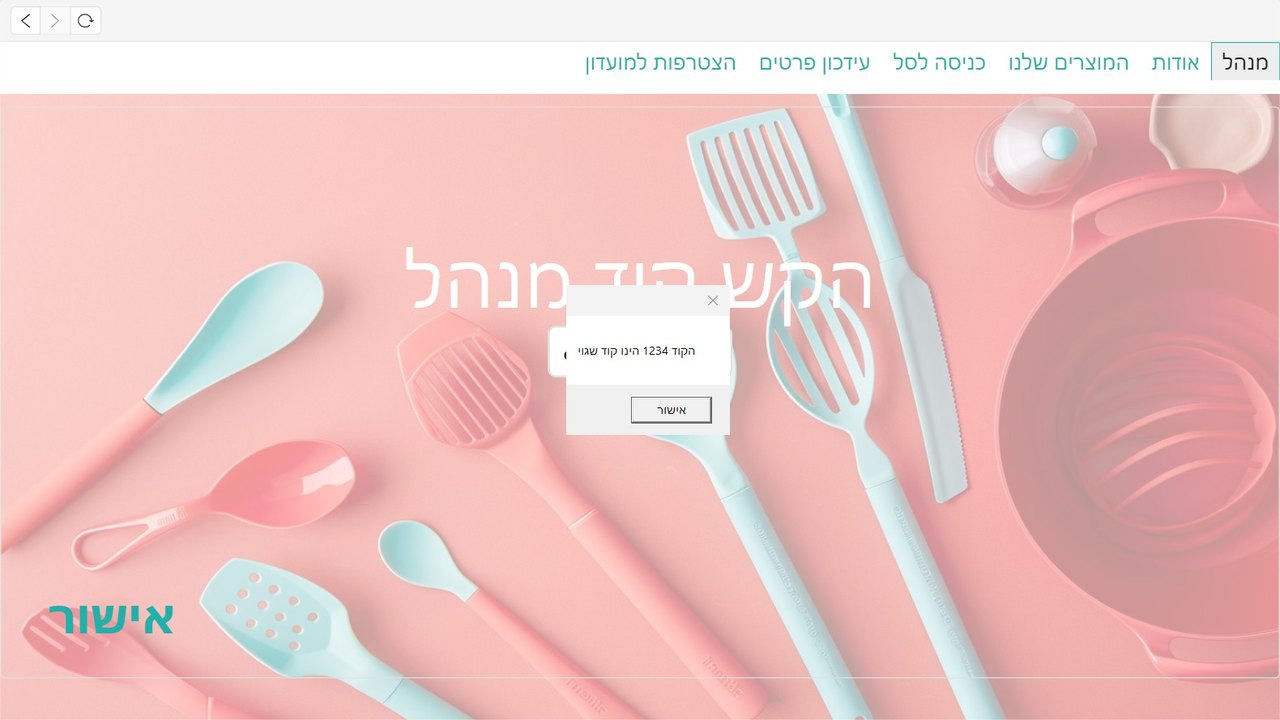 מנהל אודות המוצרים שלנו כניסה לסל עידכון פרטים הצטרפות למועדון
הקש קוד מנהל
הקוד 1234 הינו קוד שגוי
אישור
אישור